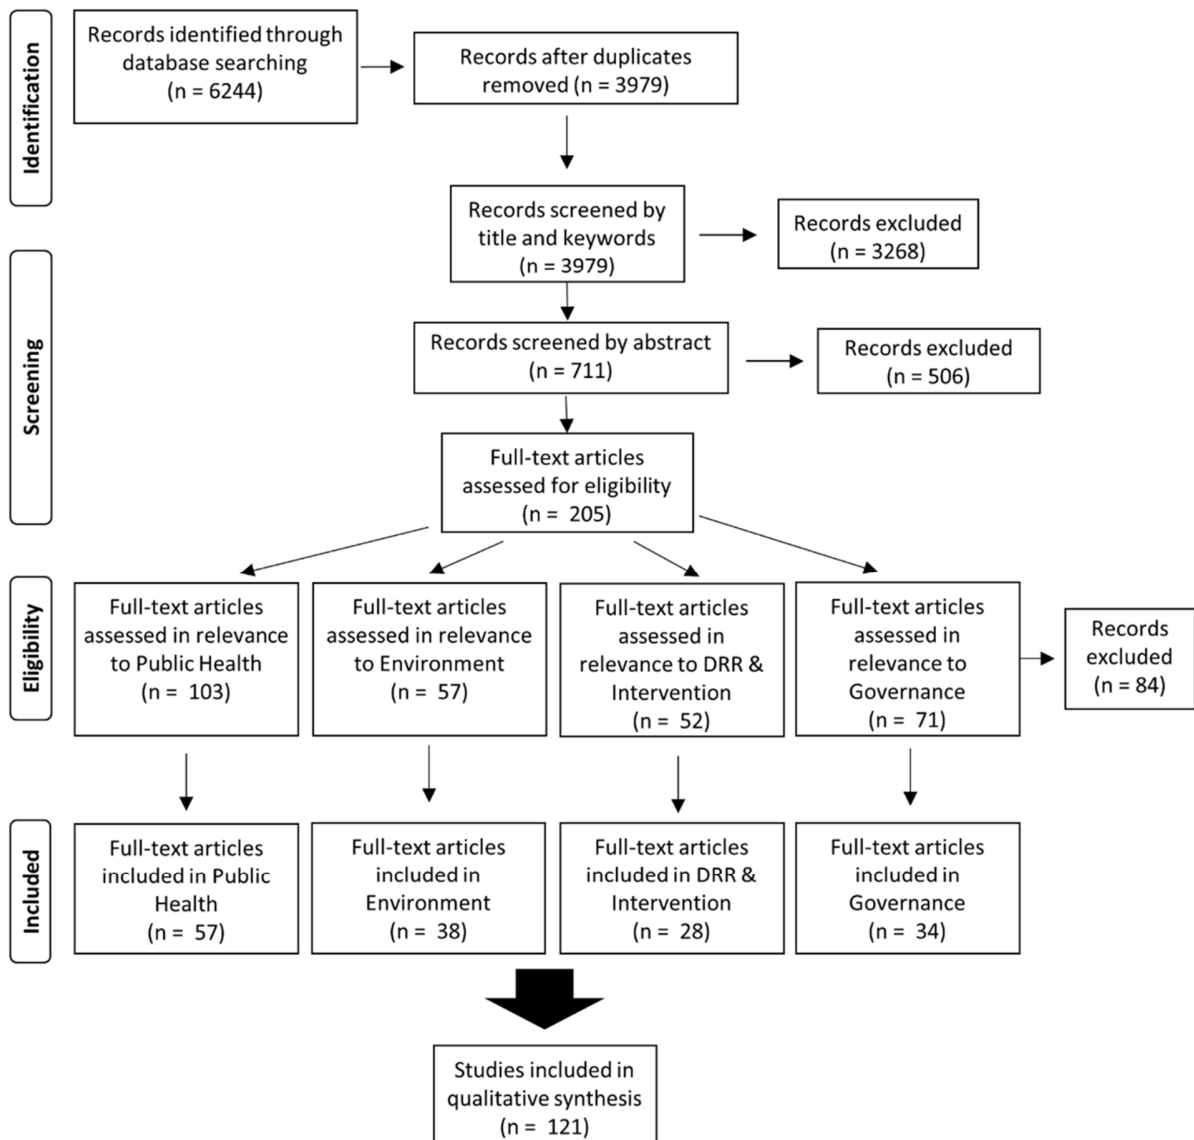 Identification
Records identified through
database searching
(n = 6244)
Records after duplicates
removed (n = 3979)
Records screened by
title and keywords
(n = 3979)
Records excluded
(n = 3268)
Screening
Records screened by abstract
(n = 711)
Records excluded
(n = 506)
Full-text articles
assessed for eligibility
(n = 205)
Eligibility
Full-text articles
assessed in relevance
to Public Health
(n = 103)
Full-text articles
assessed in relevance
to Environment
(n = 57)
Full-text articles
assessed in
relevance to DRR &
Intervention
(n = 52)
Full-text articles
assessed in
relevance to
Governance
(n = 71)
Records
excluded
(n = 84)
Included
Full-text articles
included in Public
Health
(n = 57)
Full-text articles
included in
Environment
(n = 38)
Full-text articles
included in DRR &
Intervention
(n = 28)
Full-text articles
included in
Governance
(n = 34)
Studies included in
qualitative synthesis
(n = 121)